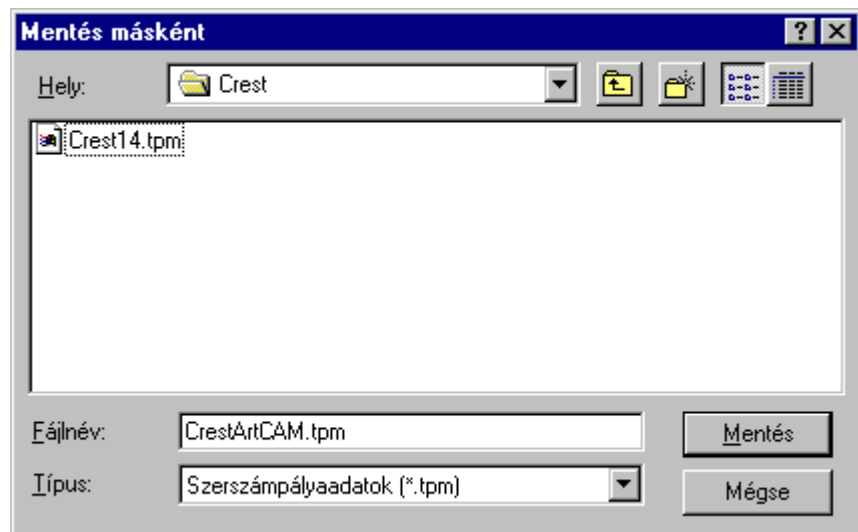 Mentés másként
Hely: Crest
Crest14.tpm
Fájlnév: CrestArtCAM.tpm Mentés
Típus: Szerszámpályaadatok (*.tpm) Mégse